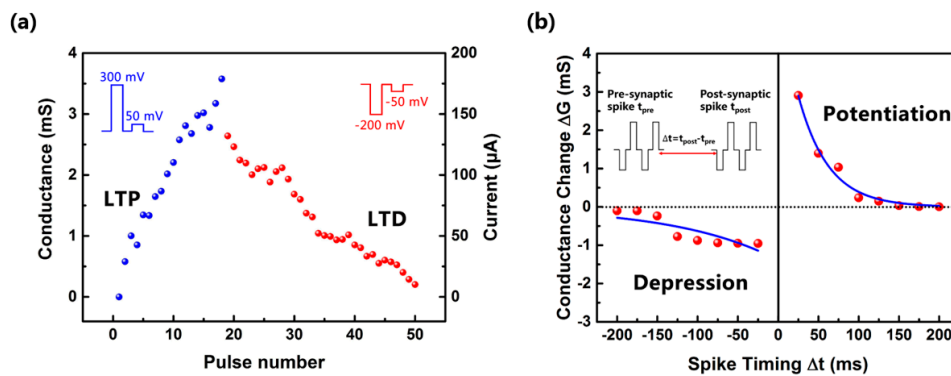 (a)
Conductance (mS)
4
3
2
1
0
300 mV
50 mV
-50 mV
-200 mV
LTP
LTD
200
150
100
50
0
Current (μA)
0 10 20 30 40 50
Pulse number
(b)
Conductance Change ΔG (mS)
3
2
1
0
-1
-2
-3
Pre-synaptic
spike tpre
Post-synaptic
spike tpost
Δt=tpost-tpre
Potentiation
Depression
-200 -150 -100 -50 0 50 100 150 200
Spike Timing Δt (ms)